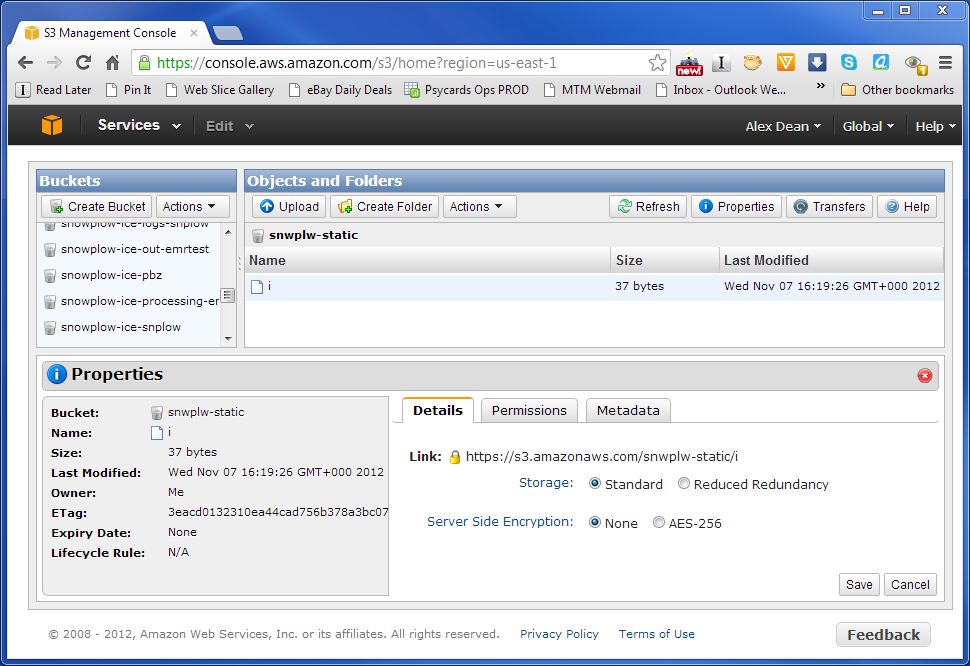 S3 Management Console
https://console.aws.amazon.com/s3/home?region=us-east-1
new!
Read Later Pin It Web Slice Gallery eBay Daily Deals Psycards Ops PROD MTM Webmail Inbox - Outlook We... » Other bookmarks
Services Edit Alex Dean Global Help
Buckets
Objects and Folders
Create Bucket Actions
Upload Create Folder Actions Refresh Properties Transfers Help
snowplow-ice-logs-snplow
snowplow-ice-out-emrtest
snowplow-ice-pbz
snowplow-ice-processing-er
snowplow-ice-snplow
snwplw-static
Name Size Last Modified
i 37 bytes Wed Nov 07 16:19:26 GMT+000 2012
Properties
Bucket: snwplw-static
Name: i
Size: 37 bytes
Last Modified: Wed Nov 07 16:19:26 GMT+000 2012
Owner: Me
ETag: 3eacd0132310ea44cad756b378a3bc07
Expiry Date: None
Lifecycle Rule: N/A
Details Permissions Metadata
Link: https://s3.amazonaws.com/snwplw-static/i
Storage: Standard Reduced Redundancy
Server Side Encryption: None AES-256
Save Cancel
© 2008 - 2012, Amazon Web Services, Inc. or its affiliates. All rights reserved. Privacy Policy Terms of Use Feedback